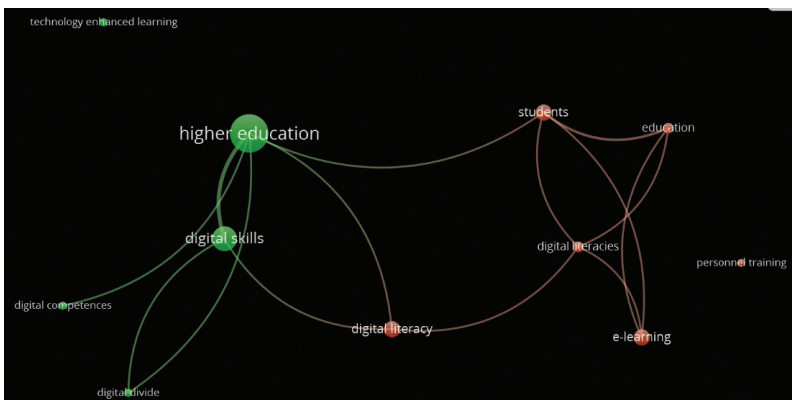 technology enhanced learning
students
education
higher education
digital skills
digital literacies
personnel training
digital competences
digital literacy
e-learning
digital divide